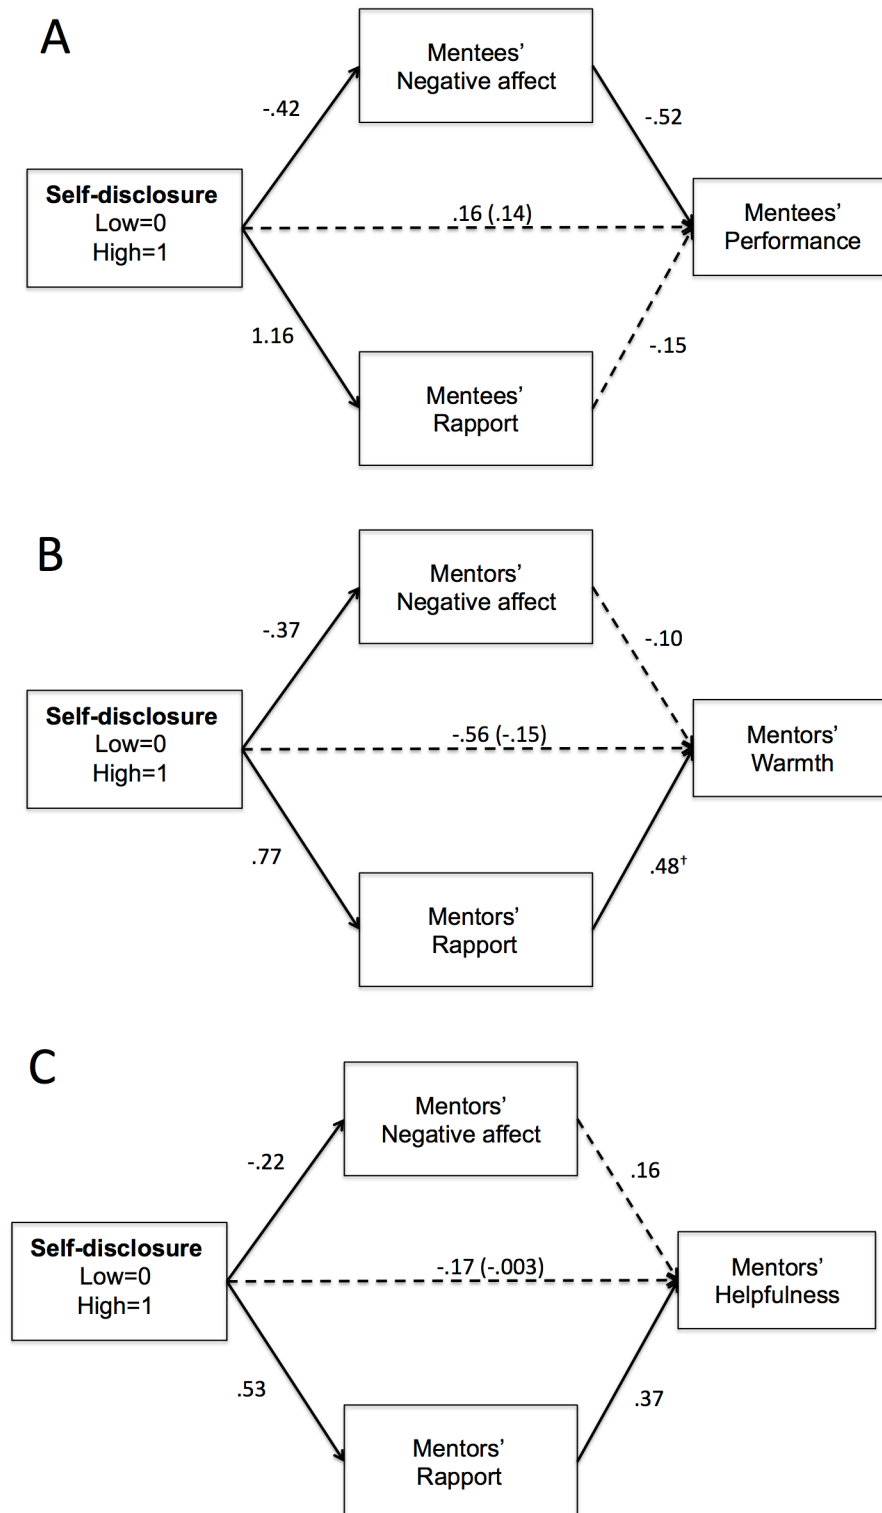 A
Mentees’
Negative affect
-.42
-.52
Self-disclosure
Low=0
High=1
.16 (.14)
Mentees’
Performance
1.16
-.15
Mentees’
Rapport
B
Mentors’
Negative affect
-.37
-.10
Self-disclosure
Low=0
High=1
-.56 (-.15)
Mentors’
Warmth
.77
.48†
Mentors’
Rapport
C
Mentors’
Negative affect
-.22
.16
Self-disclosure
Low=0
High=1
-.17 (-.003)
Mentors’
Helpfulness
.53
.37
Mentors’
Rapport